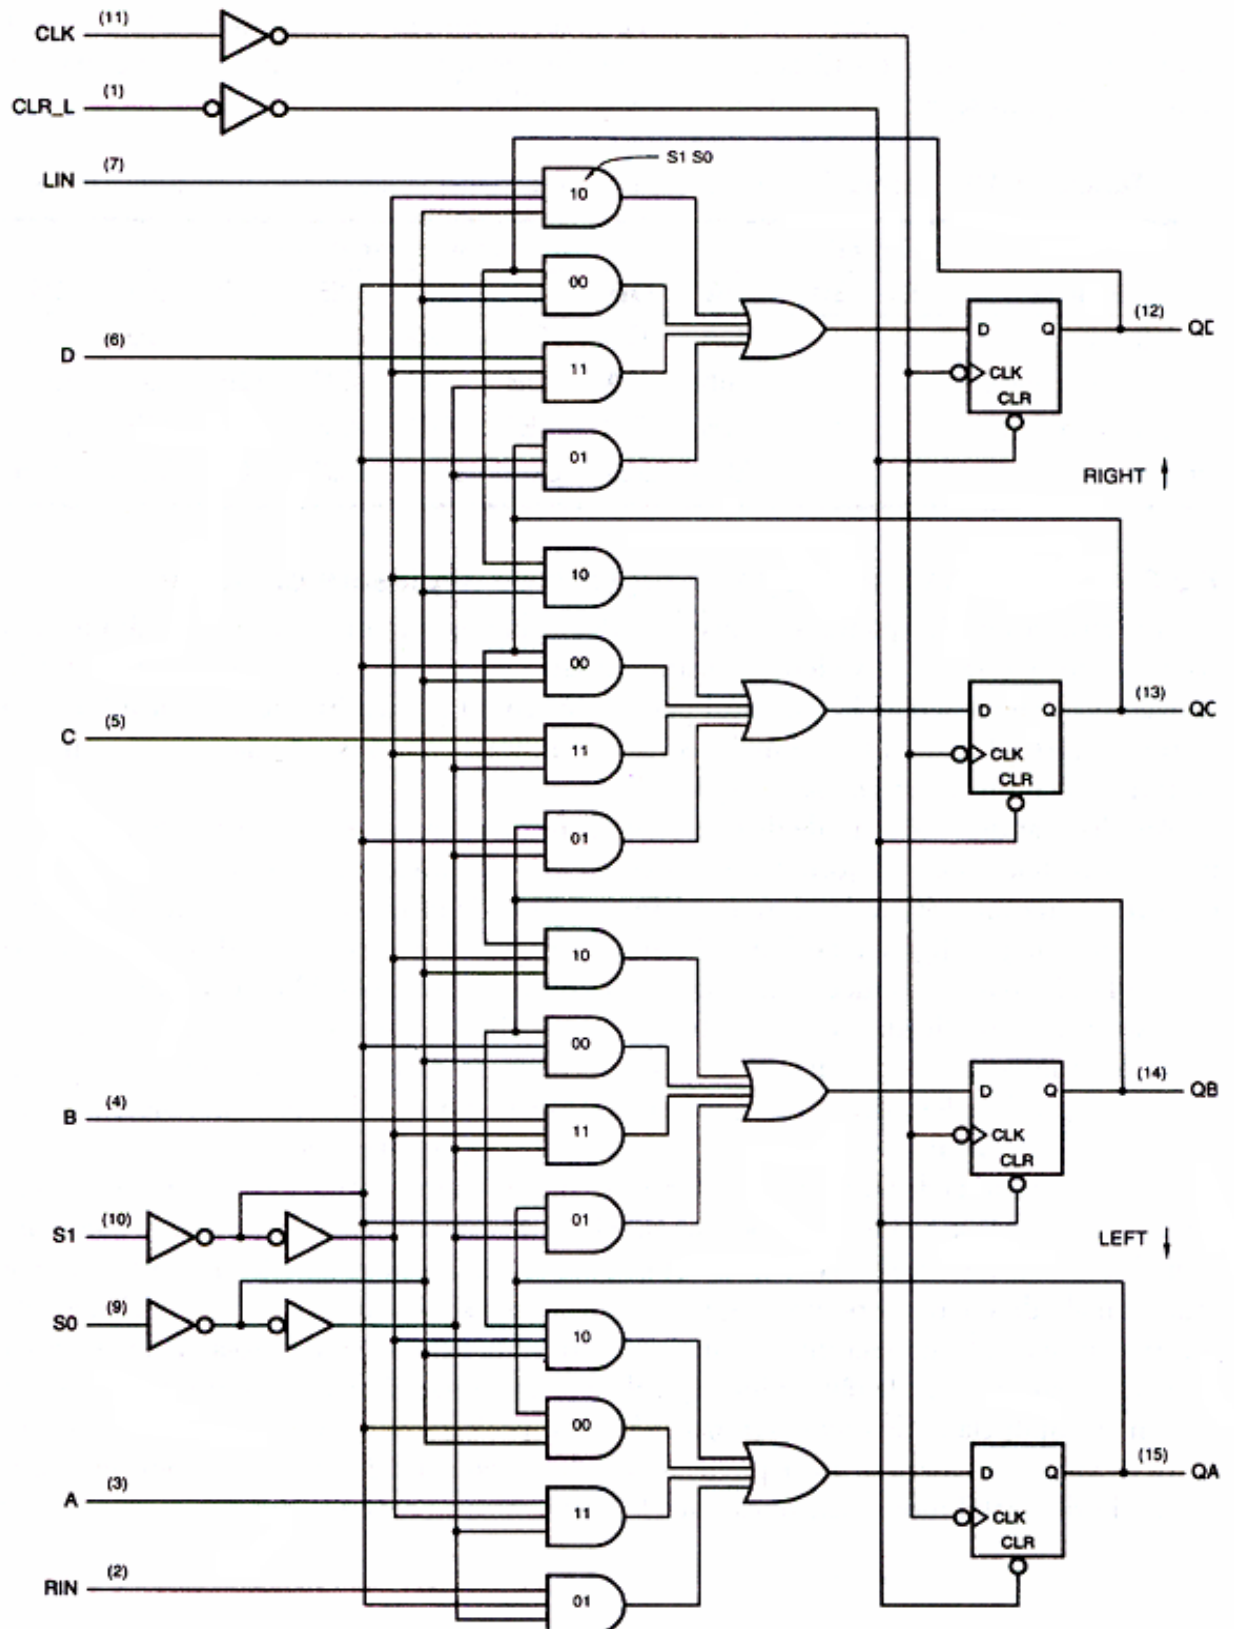 CLK (11)
CLR_L (1)
LIN (7)
S1 S0
10
00
D (6)
11
01
D Q
CLK
CLR
(12)
RIGHT
10
00
C (5)
11
01
D Q
CLK
CLR
(13)
10
00
B (4)
11
01
D Q
CLK
CLR
(14) QB
S1 (10)
LEFT
S0 (9)
10
00
A (3)
11
01
D Q
CLK
CLR
(15) QA
RIN (2)